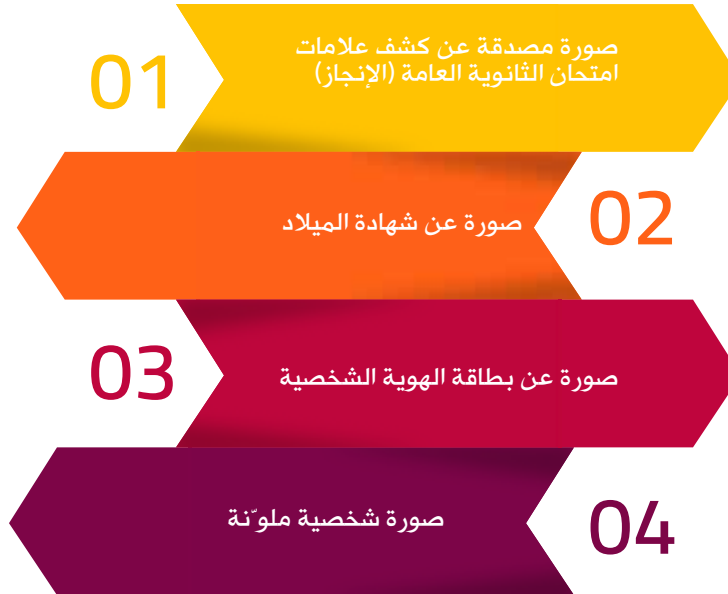 01
صورة مصدقة عن كشف علامات
امتحان الثانوية العامة (الإنجاز)
02
صورة عن شهادة الميلاد
03
صورة عن بطاقة الهوية الشخصية
04
صورة شخصية ملوّنة